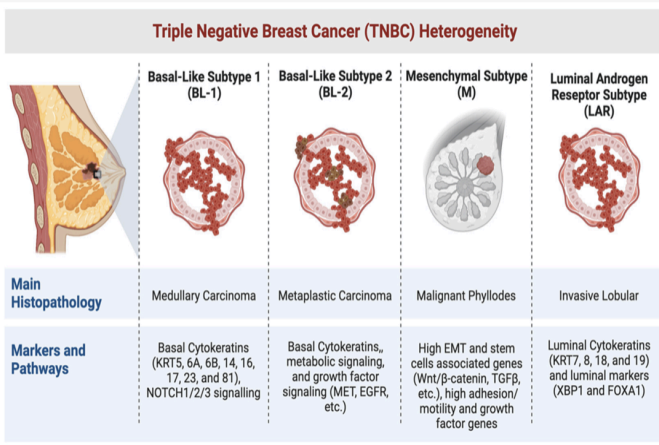 Triple Negative Breast Cancer (TNBC) Heterogeneity
Basal-Like Subtype 1
(BL-1)
Basal-Like Subtype 2
(BL-2)
Mesenchymal Subtype
(M)
Luminal Androgen
Reseptor Subtype
(LAR)
Main
Histopathology
Medullary Carcinoma
Metaplastic Carcinoma
Malignant Phyllodes
Invasive Lobular
Markers and
Pathways
Basal Cytokeratins
(KRT5, 6A, 6B, 14, 16,
17, 23, and 81),
NOTCH1/2/3 signalling
Basal Cytokeratins,,
metabolic signaling,
and growth factor
signaling (MET, EGFR,
etc.)
High EMT and stem
cells associated genes
(Wnt/β-catenin, TGFβ,
etc.), high adhesion/
motility and growth
factor genes
Luminal Cytokeratins
(KRT7, 8, 18, and 19)
and luminal markers
(XBP1 and FOXA1)